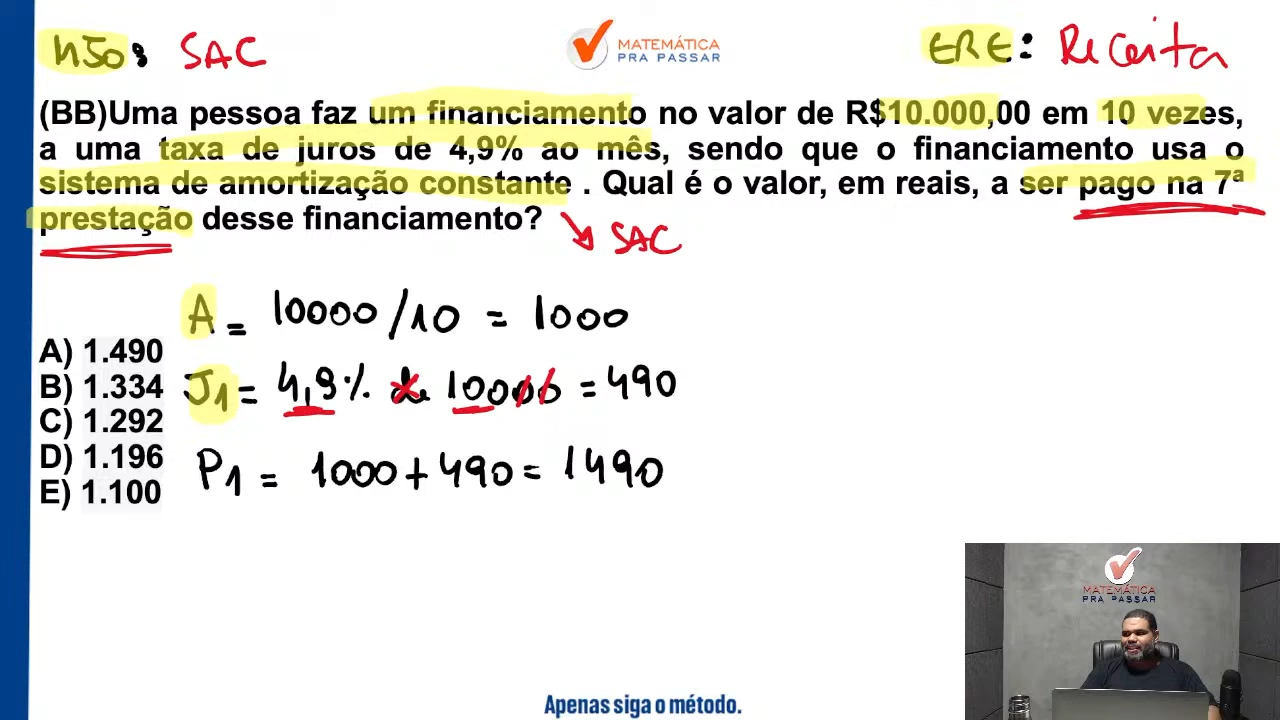 h50: SAC
MATEMÁTICA
PRA PASSAR
ERE: Receita
(BB)Uma pessoa faz um financiamento no valor de R$10.000,00 em 10 vezes,
a uma taxa de juros de 4,9% ao mês, sendo que o financiamento usa o
sistema de amortização constante . Qual é o valor, em reais, a ser pago na 7ª
prestação desse financiamento?
SAC
A = 10000/10 = 1000
A) 1.490
B) 1.334
J1 = 4,9% de 10000 = 490
C) 1.292
D) 1.196
P1 = 1000+490= 1490
E) 1.100
MATEMÁTICA
PRA PASSAR
Apenas siga o método.